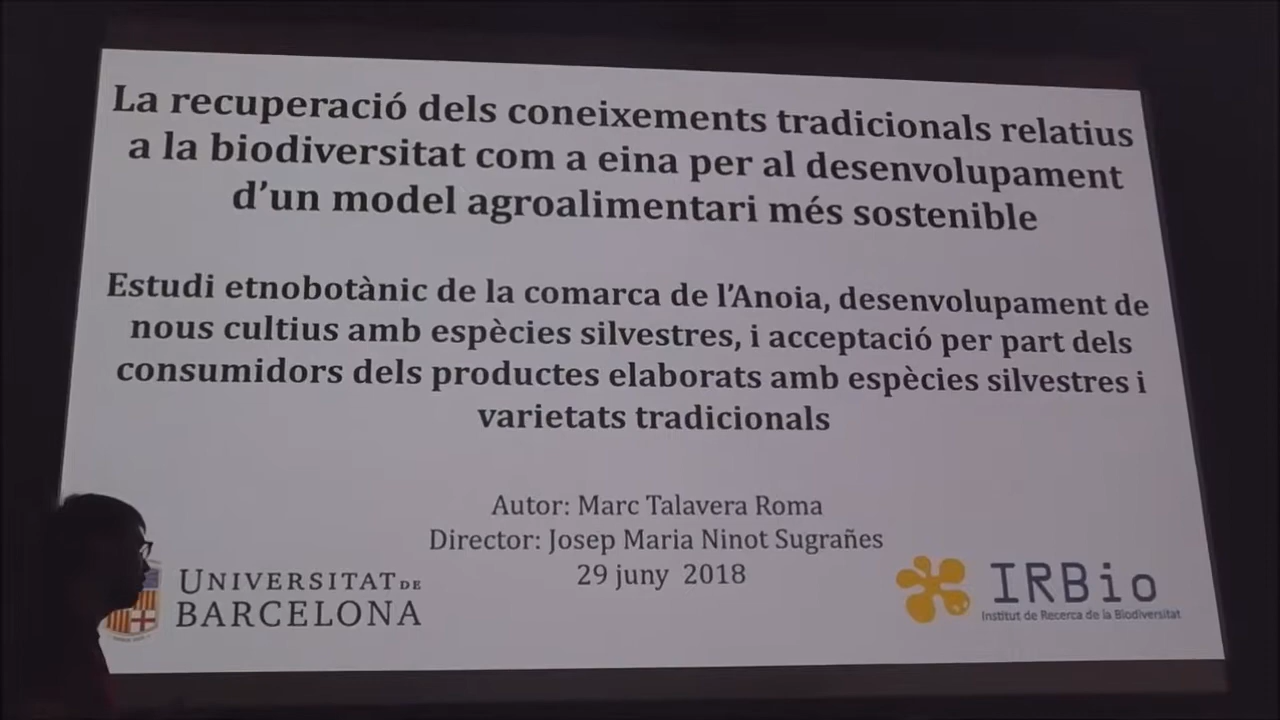 La recuperació dels coneixements tradicionals relatius
a la biodiversitat com a eina per al desenvolupament
d'un model agroalimentari més sostenible
Estudi etnobotànic de la comarca de l'Anoia, desenvolupament de
nous cultius amb espècies silvestres, i acceptació per part dels
consumidors dels productes elaborats amb espècies silvestres i
varietats tradicionals
Autor: Marc Talavera Roma
Director: Josep Maria Ninot Sugrañes
29 juny 2018
UNIVERSITAT DE
BARCELONA
IRBio
Institut de Recerca de la Biodiversitat